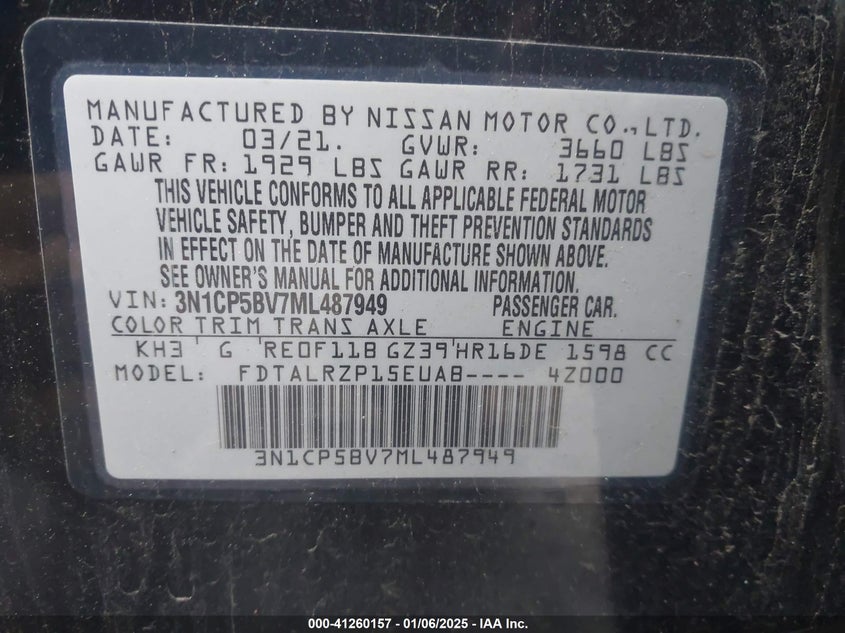 MANUFACTURED BY NISSAN MOTOR CO.,LTD.
DATE: 03/21. GVWR: 3660 LBS
GAWR FR: 1929 LBS GAWR RR: 1731 LBS
THIS VEHICLE CONFORMS TO ALL APPLICABLE FEDERAL MOTOR
VEHICLE SAFETY, BUMPER AND THEFT PREVENTION STANDARDS
IN EFFECT ON THE DATE OF MANUFACTURE SHOWN ABOVE.
SEE OWNER'S MANUAL FOR ADDITIONAL INFORMATION.
VIN: 3N1CP5BV7ML487949 PASSENGER CAR.
COLOR TRIM TRANS AXLE ENGINE
KH3 G RE0F11B GZ39 HR16DE 1598 CC
MODEL: FDTALRZP15EUAB---- 4Z000
3N1CP5BV7ML487949
000-41260157 - 01/06/2025 - IAA Inc.